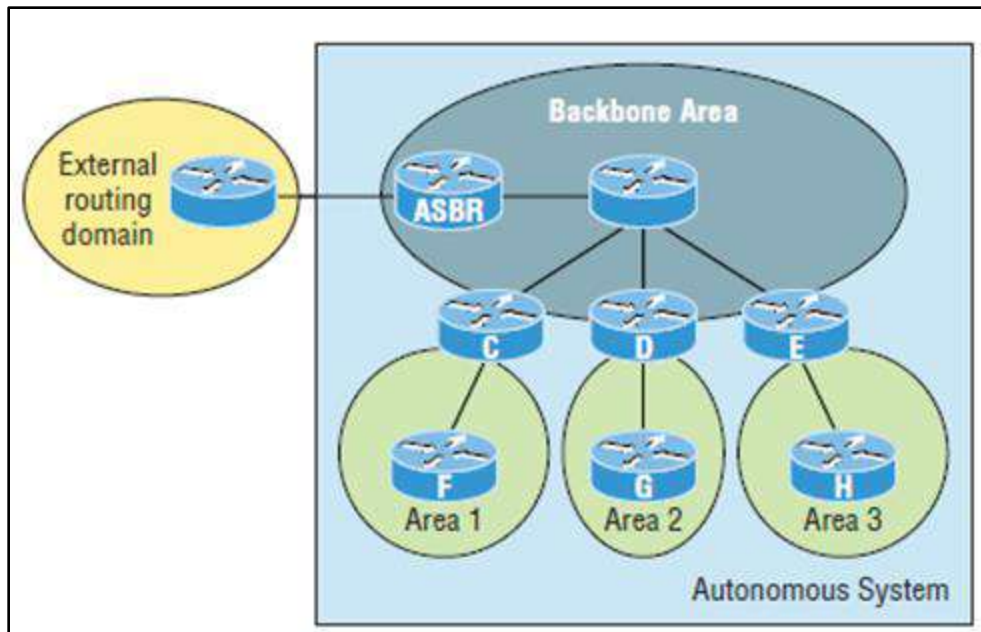 Backbone Area
External
routing
domain
ASBR
C
D
E
F
G
H
Area 1
Area 2
Area 3
Autonomous System